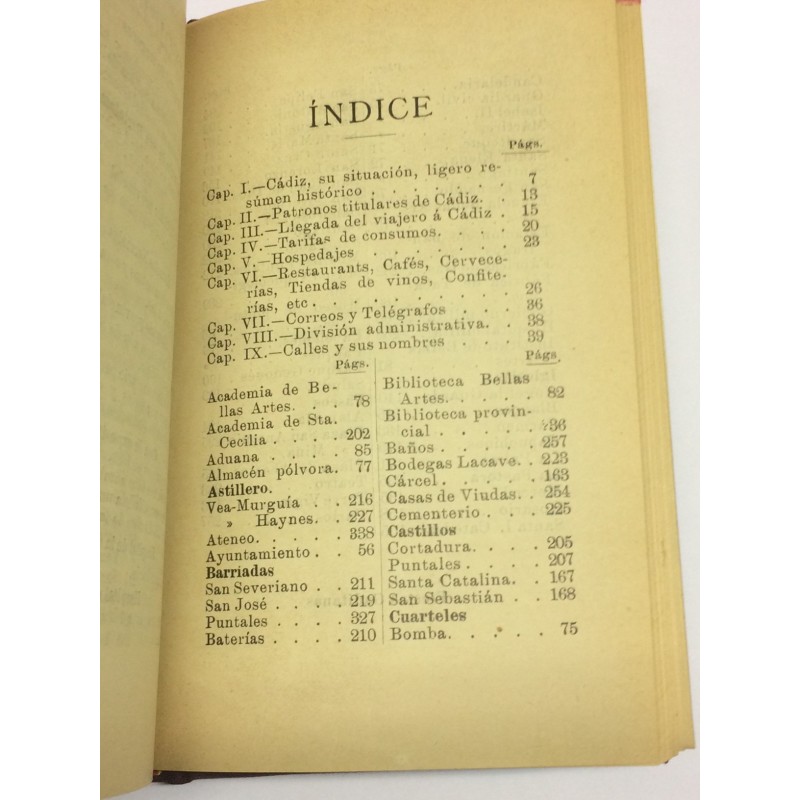 ÍNDICE
Págs.
Cap. I.—Cádiz, su situación, ligero re-
súmen histórico . . . . . . . 7
Cap. II.—Patronos titulares de Cádiz. . 13
Cap. III.—Llegada del viajero á Cádiz . 15
Cap. IV.—Tarifas de consumos. . . . 20
Cap. V.—Hospedajes . . . . . . . 23
Cap. VI.—Restaurants, Cafés, Cervece-
rías, Tiendas de vinos, Confite-
rías, etc . . . . . . . . . 26
Cap. VII.—Correos y Telégrafos . . . 36
Cap. VIII.—División administrativa. . 38
Cap. IX.—Calles y sus nombres . . . 39
Págs.
Academia de Be-
llas Artes. . . 78
Academia de Sta.
Cecilia . . . . 202
Aduana . . . . 85
Almacén pólvora. 77
Astillero.
Vea-Murguía . . 216
» Haynes. . 227
Ateneo. . . . . 338
Ayuntamiento . . 56
Barriadas
San Severiano . . 211
San José . . . . 219
Puntales . . . . 327
Baterías . . . . 210
Págs
Biblioteca Bellas
Artes. . . . . 82
Biblioteca provin-
cial . . . . . 36
Baños . . . . . 257
Bodegas Lacave. . 223
Cárcel . . . . . 163
Casas de Viudas. . 254
Cementerio . . . 225
Castillos
Cortadura. . . . 205
Puntales. . . . 207
Santa Catalina. . 167
San Sebastián . . 168
Cuarteles
Bomba. . . . . 75